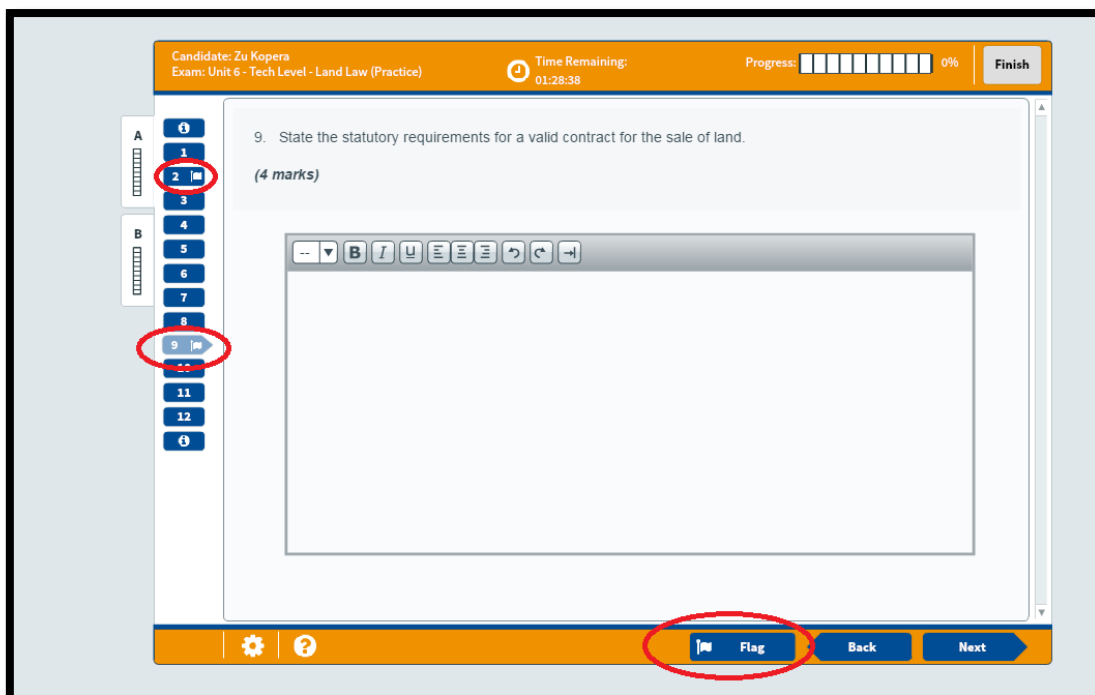 Candidate: Zu Kopera
Exam: Unit 6 - Tech Level - Land Law (Practice)
Time Remaining:
01:28:38
Progress:
0%
Finish
A
B
1
2
3
4
5
6
7
8
9
10
11
12
9. State the statutory requirements for a valid contract for the sale of land.
(4 marks)
--
B
I
U
Flag
Back
Next